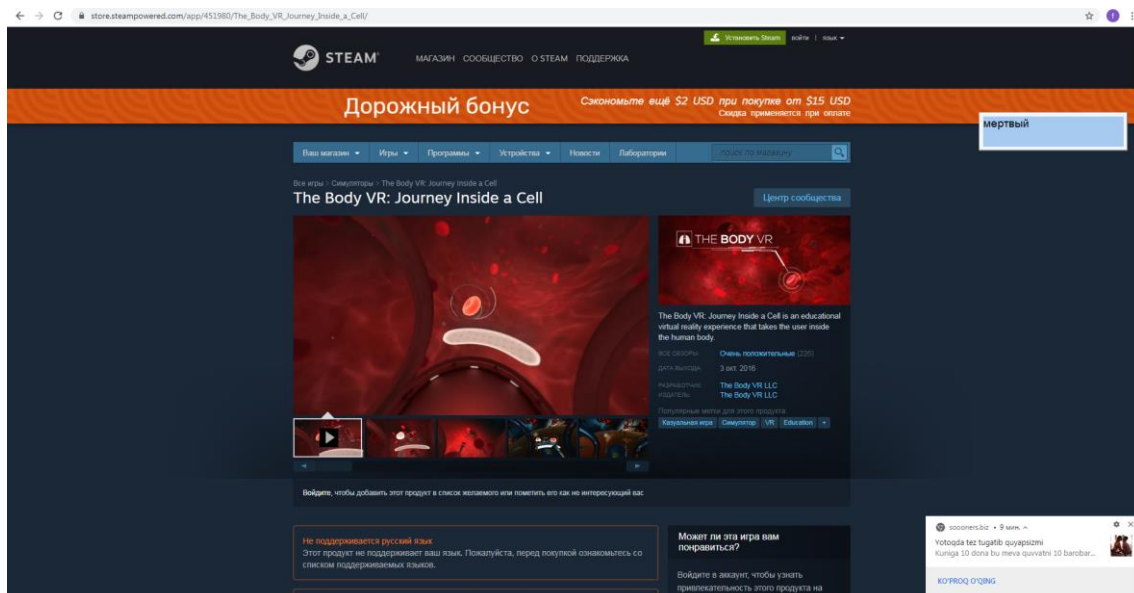 store.steampowered.com/app/451980/The_Body_VR_Journey_Inside_a_Cell/
STEAM
МАГАЗИН СООБЩЕСТВО О STEAM ПОДДЕРЖКА
Установить Steam войти | язык
Дорожный бонус
Сэкономьте ещё $2 USD при покупке от $15 USD
Скидка применяется при оплате
мертвый
Ваш магазин Игры Программы Устройства Новости Лаборатории поиск по магазину
Все игры > Симуляторы > The Body VR: Journey Inside a Cell
The Body VR: Journey Inside a Cell
Центр сообщества
THE BODY VR
The Body VR: Journey Inside a Cell is an educational
virtual reality experience that takes the user inside
the human body.
ВСЕ ОБЗОРЫ: Очень положительные (226)
ДАТА ВЫХОДА: 3 окт. 2016
РАЗРАБОТЧИК: The Body VR LLC
ИЗДАТЕЛЬ: The Body VR LLC
Популярные метки для этого продукта:
Казуальная игра Симулятор VR Education +
Войдите, чтобы добавить этот продукт в список желаемого или пометить его как не интересующий вас
Не поддерживается русский язык
Этот продукт не поддерживает ваш язык. Пожалуйста, перед покупкой ознакомьтесь со
списком поддерживаемых языков.
Может ли эта игра вам
понравиться?
Войдите в аккаунт, чтобы узнать
привлекательность этого продукта на
soooners.biz • 9 мин.
Yotoqda tez tugatib quyapsizmi
Kuniga 10 dona bu meva quvvatni 10 barobar...
KO'PROQ O'QING